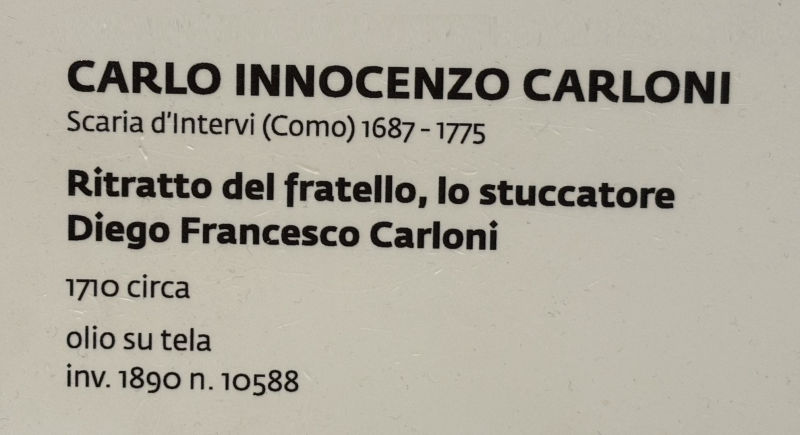 CARLO INNOCENZO CARLONI
Scaria d'Intervi (Como) 1687 - 1775
Ritratto del fratello, lo stuccatore
Diego Francesco Carloni
1710 circa
olio su tela
inv. 1890 n. 10588